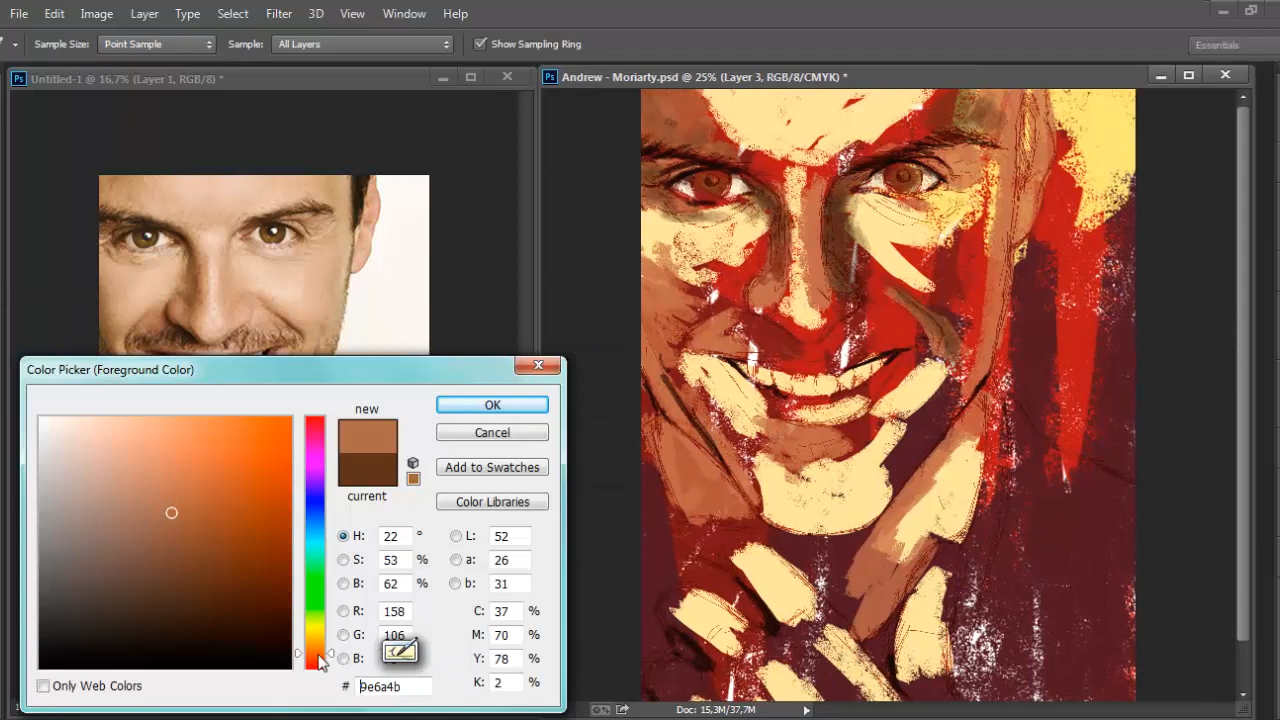 File Edit Image Layer Type Select Filter 3D View Window Help
Sample Size: Point Sample Sample: All Layers Show Sampling Ring Essentials
Ps Untitled-1 @ 16,7% (Layer 1, RGB/8) *
Ps Andrew - Moriarty.psd @ 25% (Layer 3, RGB/8/CMYK) *
Color Picker (Foreground Color)
new
current
OK
Cancel
Add to Swatches
Color Libraries
H: 22 ° L: 52
S: 53 % a: 26
B: 62 % b: 31
R: 158 C: 37 %
G: 106 M: 70 %
B: Y: 78 %
K: 2 %
Only Web Colors # 9e6a4b
Doc: 15,3M/37,7M